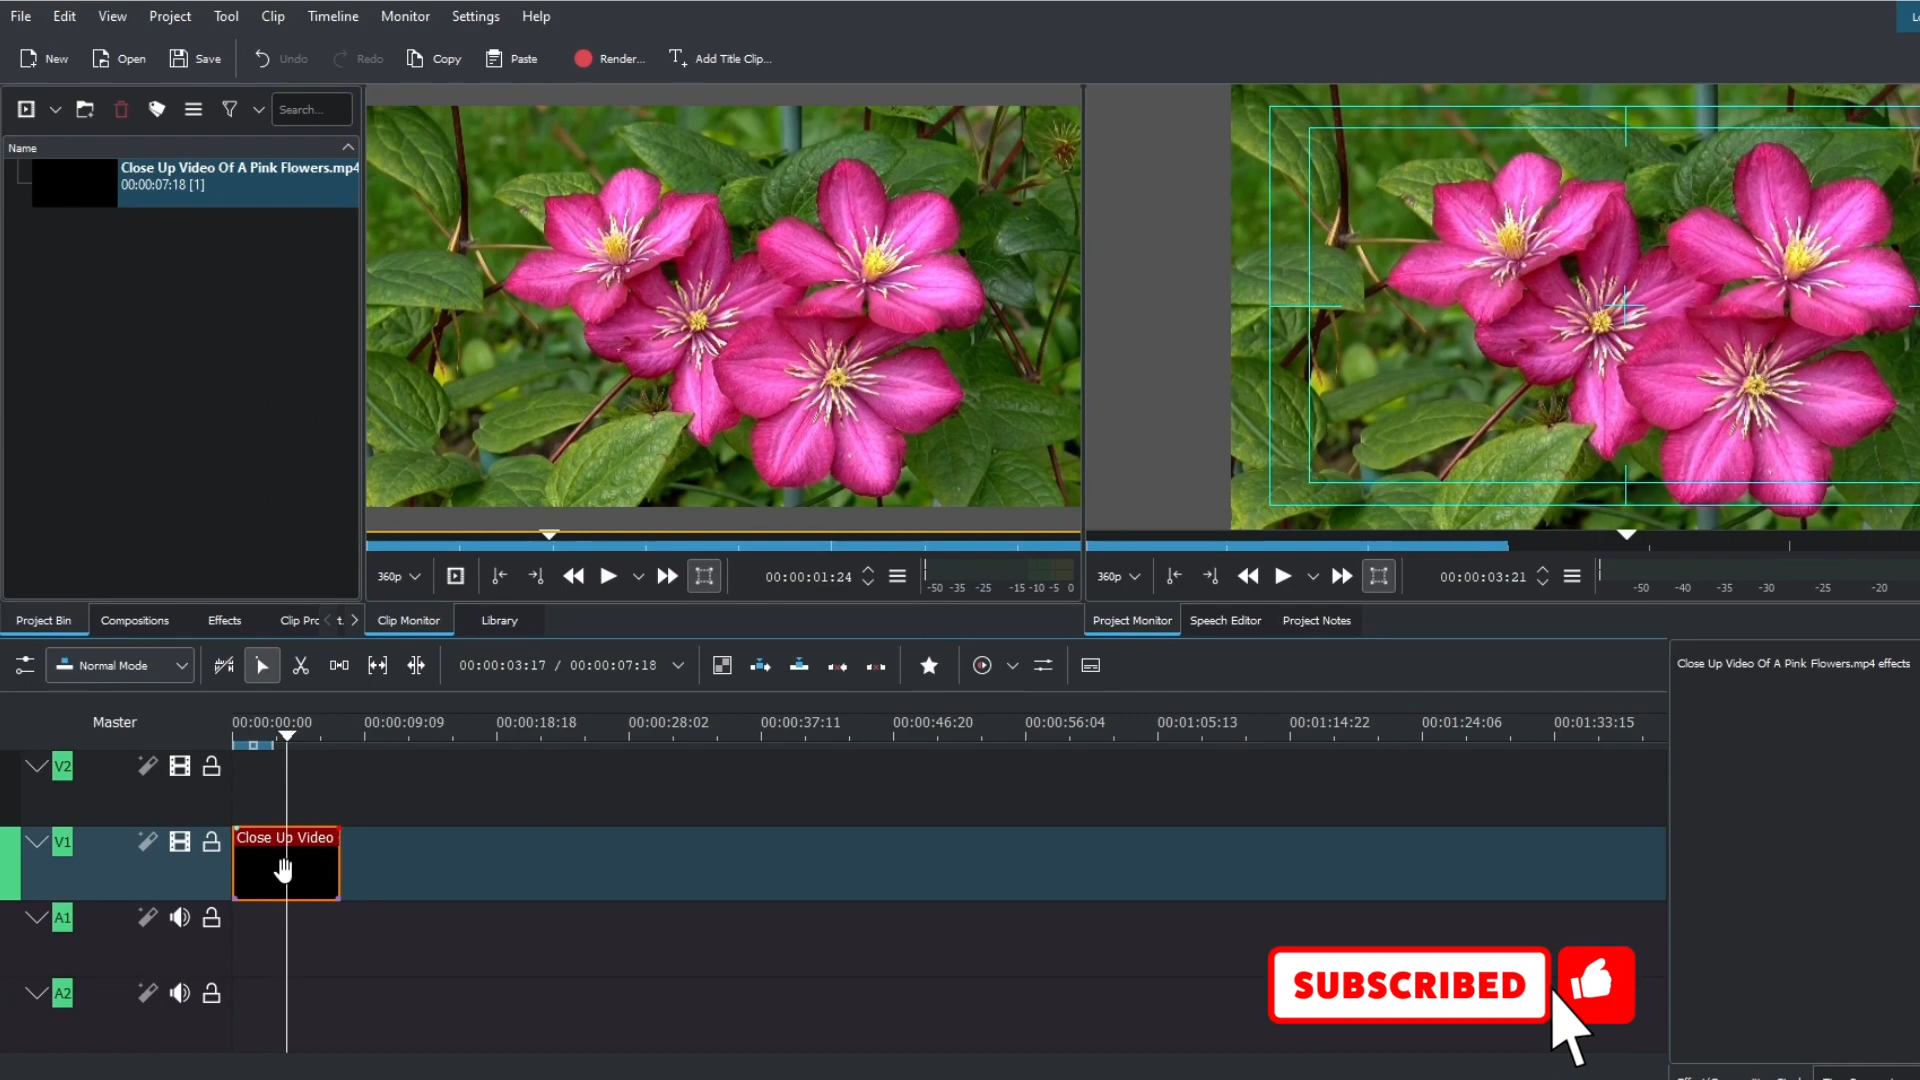 File Edit View Project Tool Clip Timeline Monitor Settings Help
New Open Save Undo Redo Copy Paste Render... Add Title Clip...
Search...
Name
Close Up Video Of A Pink Flowers.mp4
00:00:07:18 [1]
360p 00:00:01:24 -50 -35 -25 -15 -10 -5 0
360p 00:00:03:21 -50 -40 -35 -30 -25 -20
Project Bin Compositions Effects Clip Pro t. Clip Monitor Library
Project Monitor Speech Editor Project Notes
Normal Mode 00:00:03:17 / 00:00:07:18
Close Up Video Of A Pink Flowers.mp4 effects
Master 00:00:00:00 00:00:09:09 00:00:18:18 00:00:28:02 00:00:37:11 00:00:46:20 00:00:56:04 00:01:05:13 00:01:14:22 00:01:24:06 00:01:33:15
V2
V1
Close Up Video
A1
A2
SUBSCRIBED